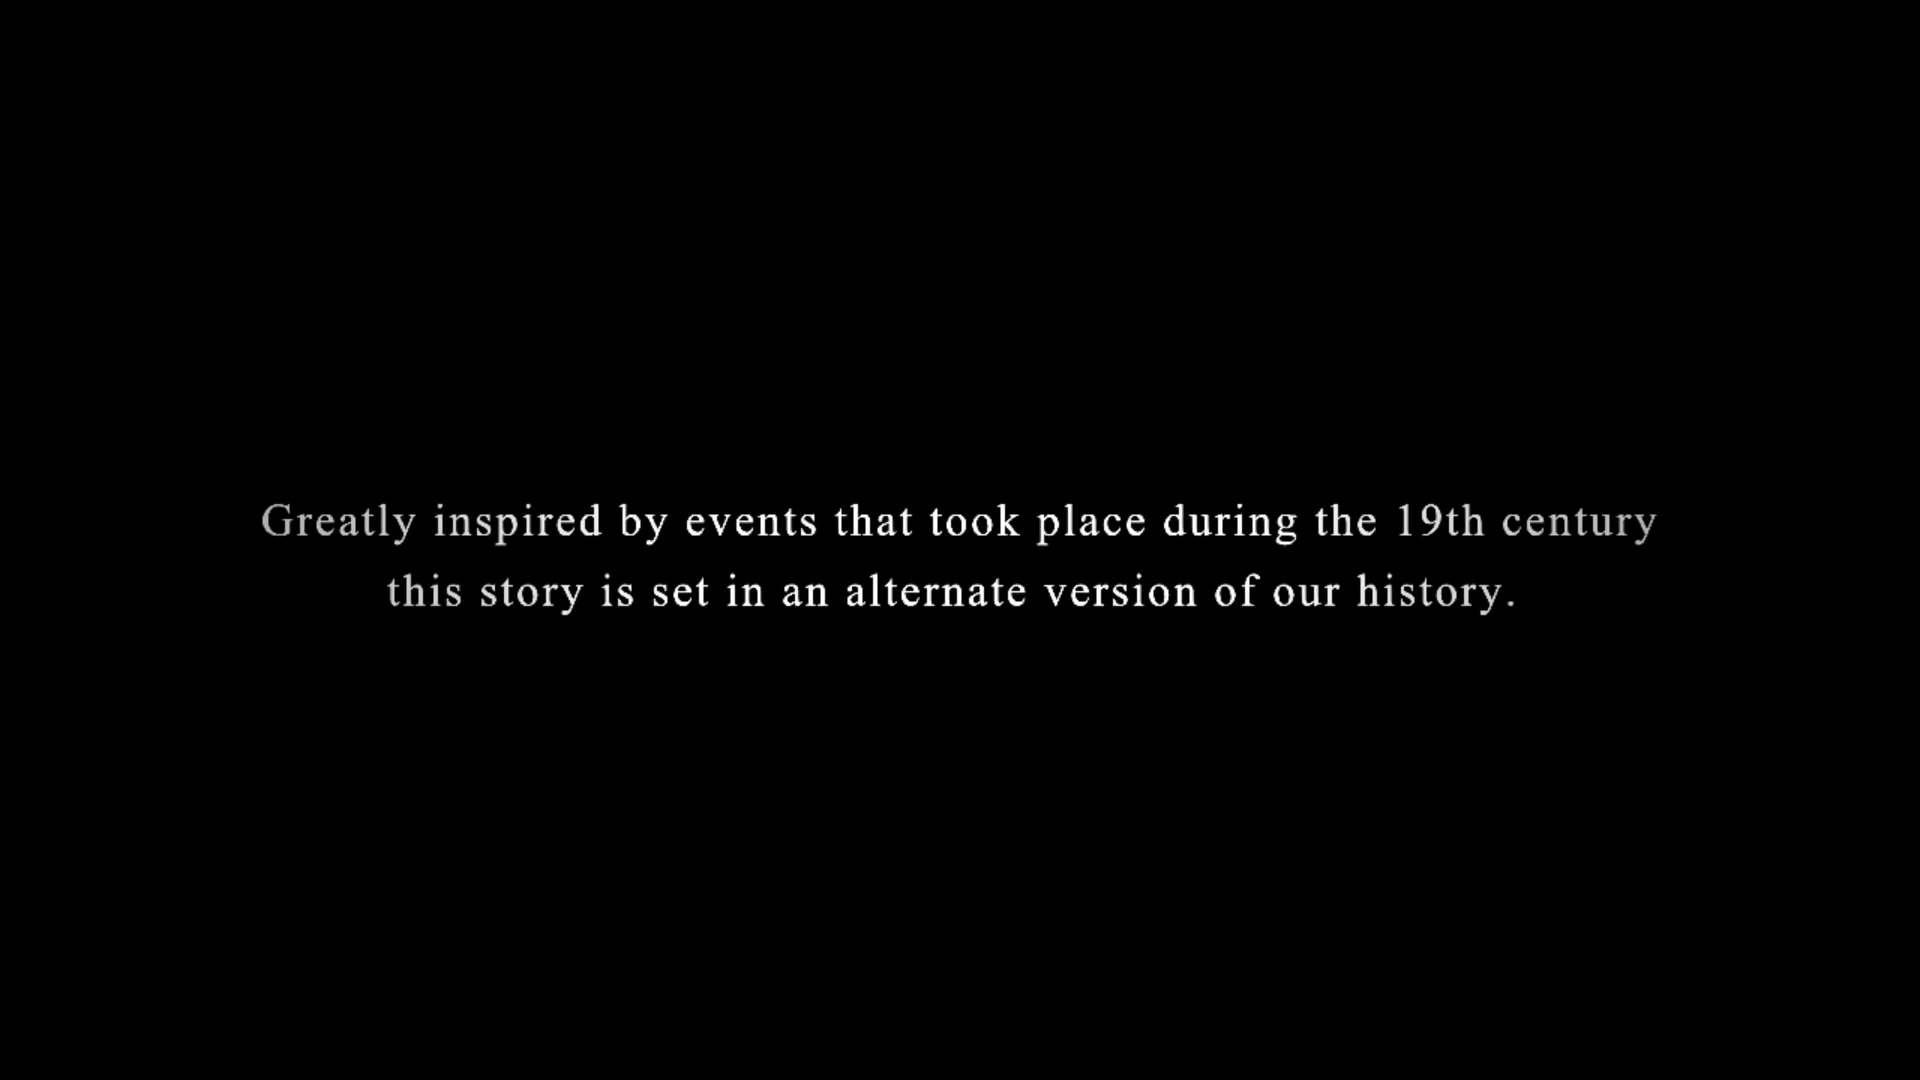 Greatly inspired by events that took place during the 19th century
this story is set in an alternate version of our history.